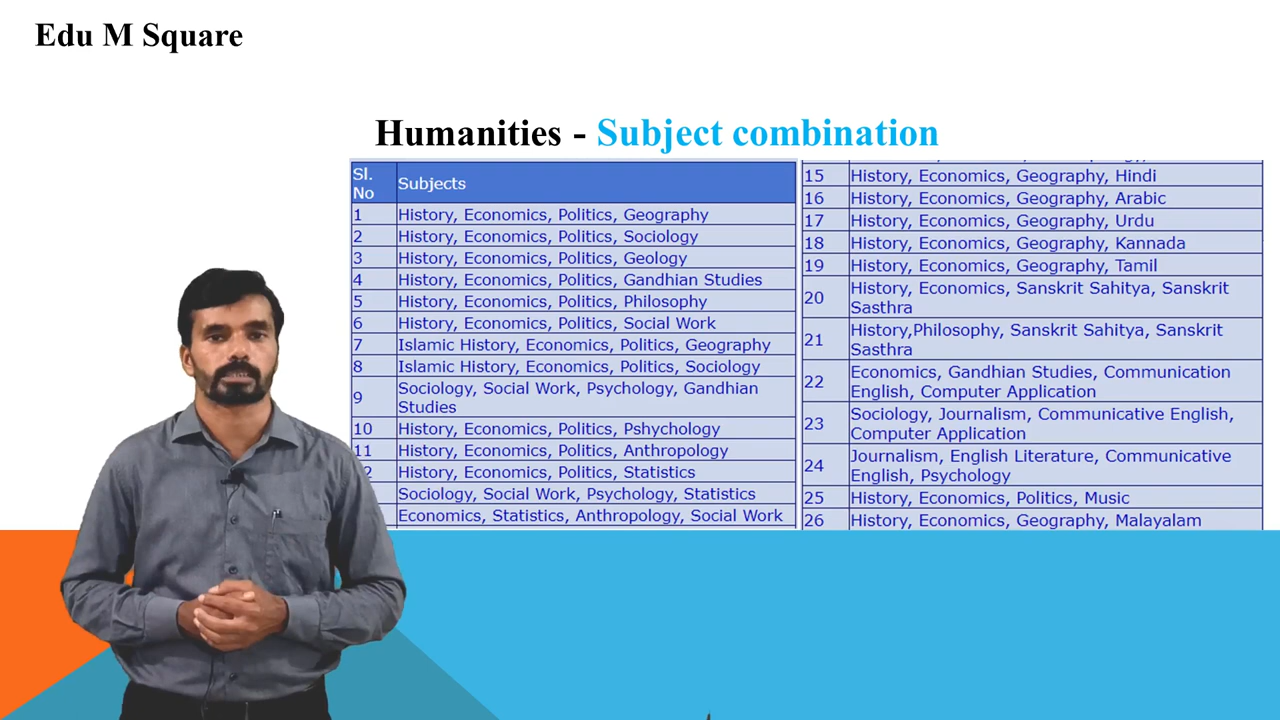 Edu M Square
Humanities - Subject combination
Sl. No Subjects
1 History, Economics, Politics, Geography
2 History, Economics, Politics, Sociology
3 History, Economics, Politics, Geology
4 History, Economics, Politics, Gandhian Studies
5 History, Economics, Politics, Philosophy
6 History, Economics, Politics, Social Work
7 Islamic History, Economics, Politics, Geography
8 Islamic History, Economics, Politics, Sociology
9 Sociology, Social Work, Psychology, Gandhian
Studies
10 History, Economics, Politics, Pshychology
11 History, Economics, Politics, Anthropology
2 History, Economics, Politics, Statistics
Sociology, Social Work, Psychology, Statistics
Economics, Statistics, Anthropology, Social Work
15 History, Economics, Geography, Hindi
16 History, Economics, Geography, Arabic
17 History, Economics, Geography, Urdu
18 History, Economics, Geography, Kannada
19 History, Economics, Geography, Tamil
20 History, Economics, Sanskrit Sahitya, Sanskrit
Sasthra
21 History,Philosophy, Sanskrit Sahitya, Sanskrit
Sasthra
22 Economics, Gandhian Studies, Communication
English, Computer Application
23 Sociology, Journalism, Communicative English,
Computer Application
24 Journalism, English Literature, Communicative
English, Psychology
25 History, Economics, Politics, Music
26 History, Economics, Geography, Malayalam